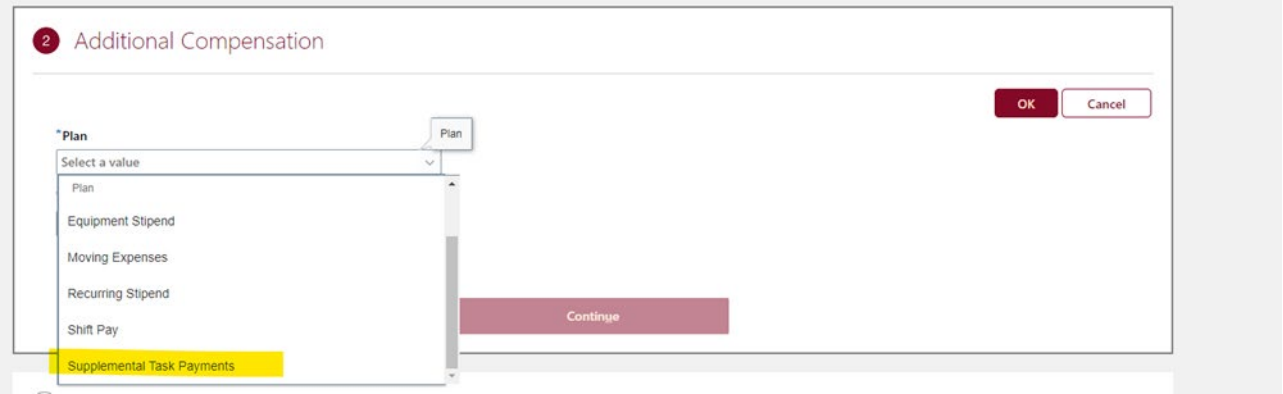 2 Additional Compensation
OK Cancel
*Plan
Plan
Select a value
Plan
Equipment Stipend
Moving Expenses
Recurring Stipend
Shift Pay
Continue
Supplemental Task Payments